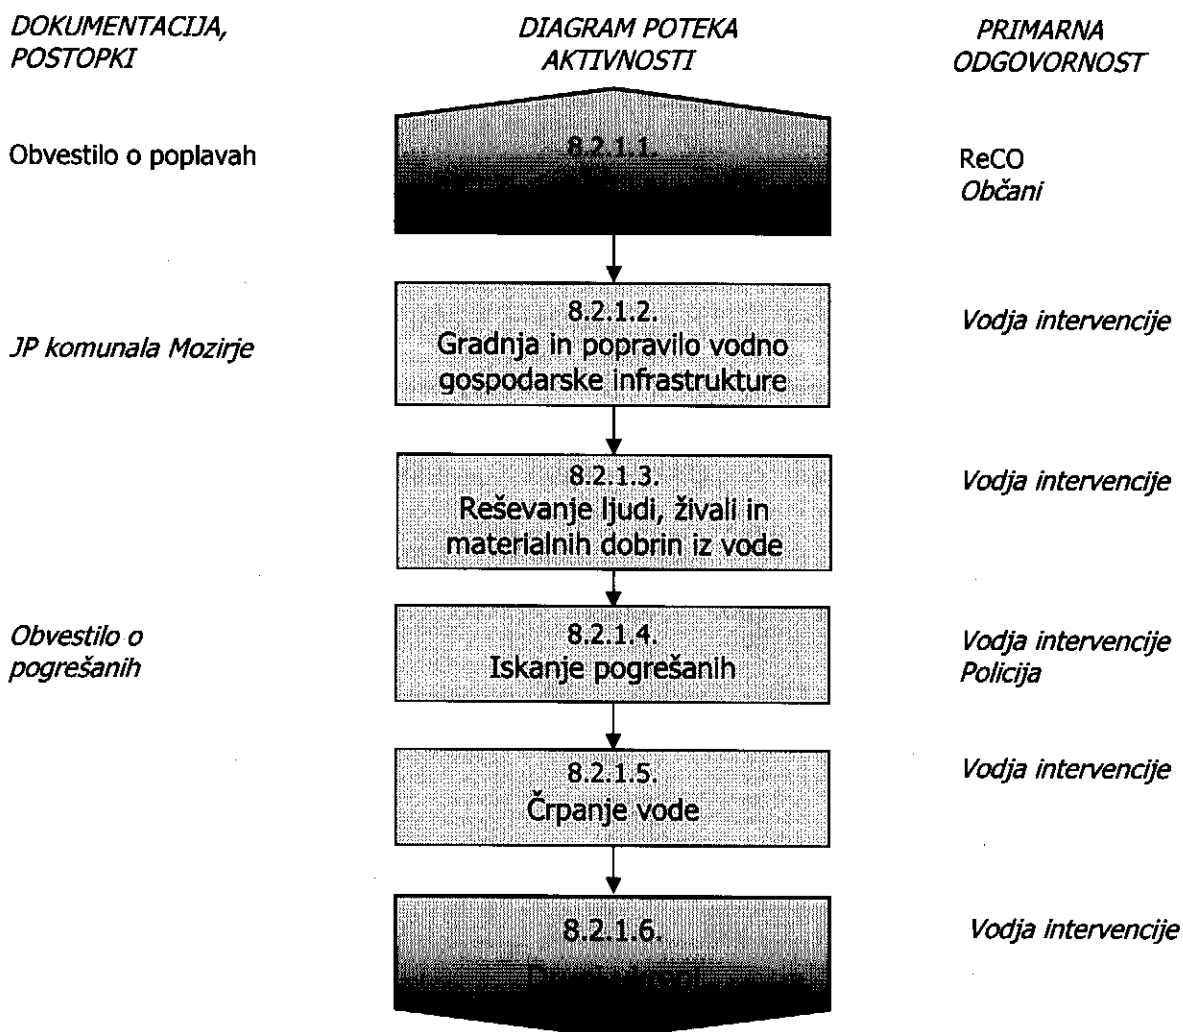 DOKUMENTACIJA,
POSTOPKI
DIAGRAM POTEKA
AKTIVNOSTI
PRIMARNA
ODGOVORNOST
Obvestilo o poplavah
8.2.1.1.
ReCO
Občani
JP komunala Mozirje
8.2.1.2.
Gradnja in popravilo vodno
gospodarske infrastrukture
Vodja intervencije
8.2.1.3.
Reševanje ljudi, živali in
materialnih dobrin iz vode
Vodja intervencije
Obvestilo o
pogrešanih
8.2.1.4.
Iskanje pogrešanih
Vodja intervencije
Policija
8.2.1.5.
Črpanje vode
Vodja intervencije
8.2.1.6.
Vodja intervencije